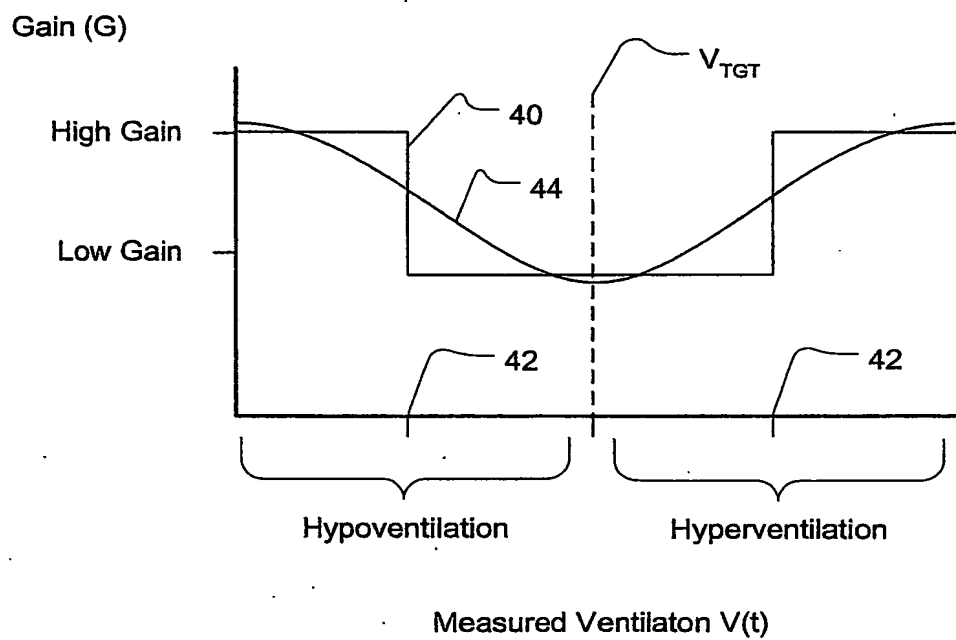 Gain (G)
V_TGT
High Gain
40
44
Low Gain
42
42
Hypoventilation
Hyperventilation
Measured Ventilaton V(t)